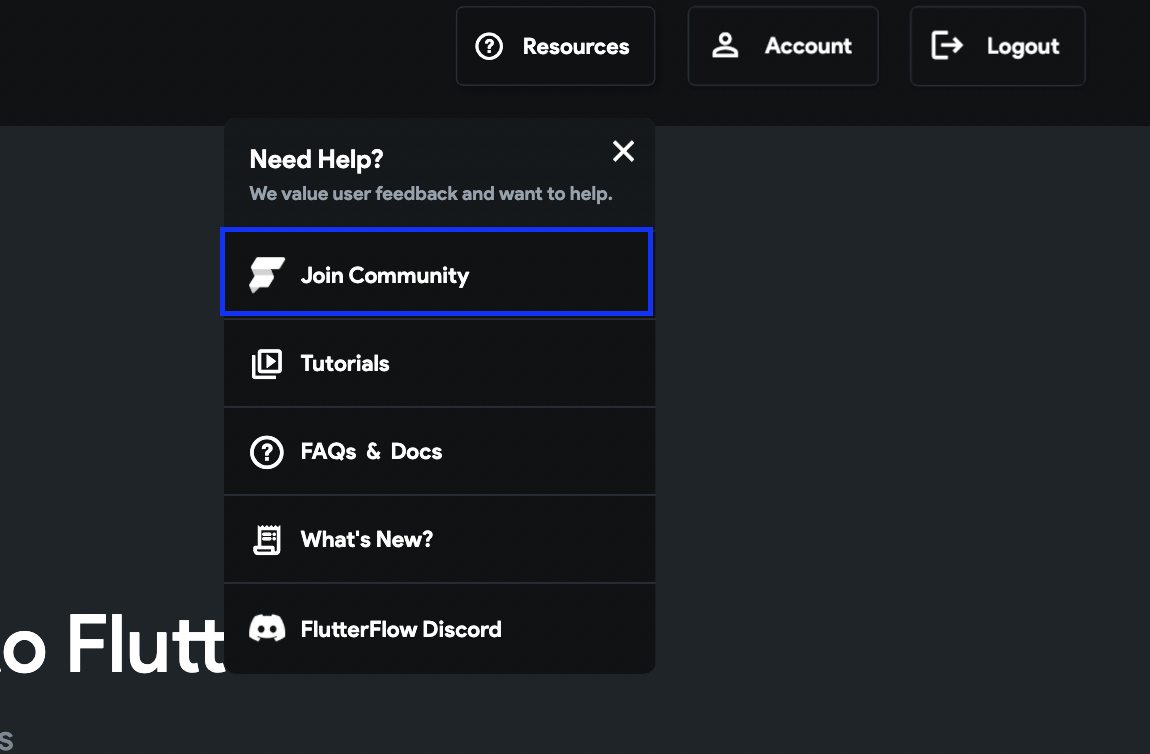 Resources
Account
Logout
Need Help?
We value user feedback and want to help.
Join Community
Tutorials
FAQs & Docs
What's New?
FlutterFlow Discord
o Flutt
s